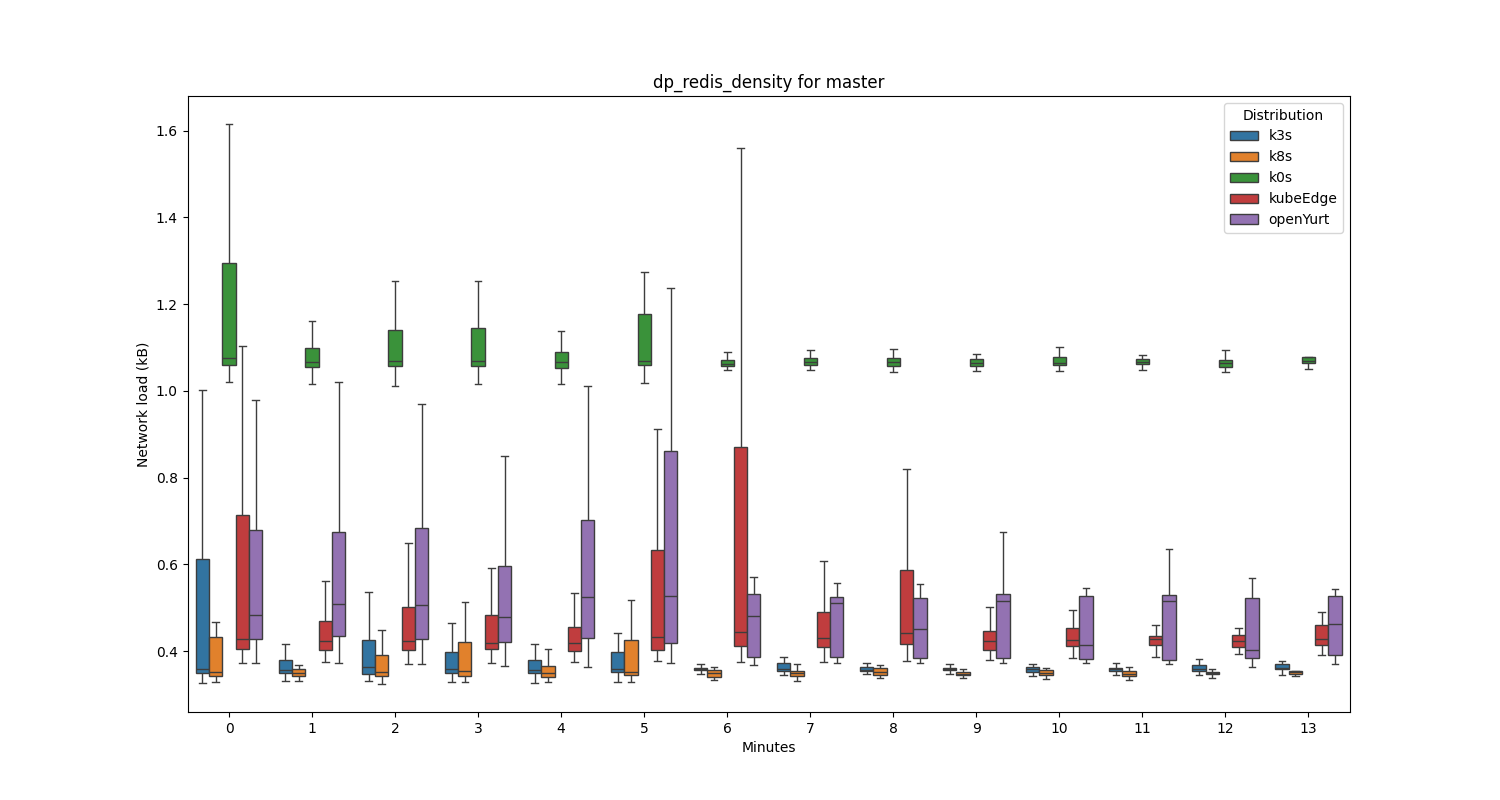 dp_redis_density for master
Distribution
k3s
k8s
k0s
kubeEdge
openYurt
Network load (kB)
1.6
1.4
1.2
1.0
0.8
0.6
0.4
0 1 2 3 4 5 6 7 8 9 10 11 12 13
Minutes